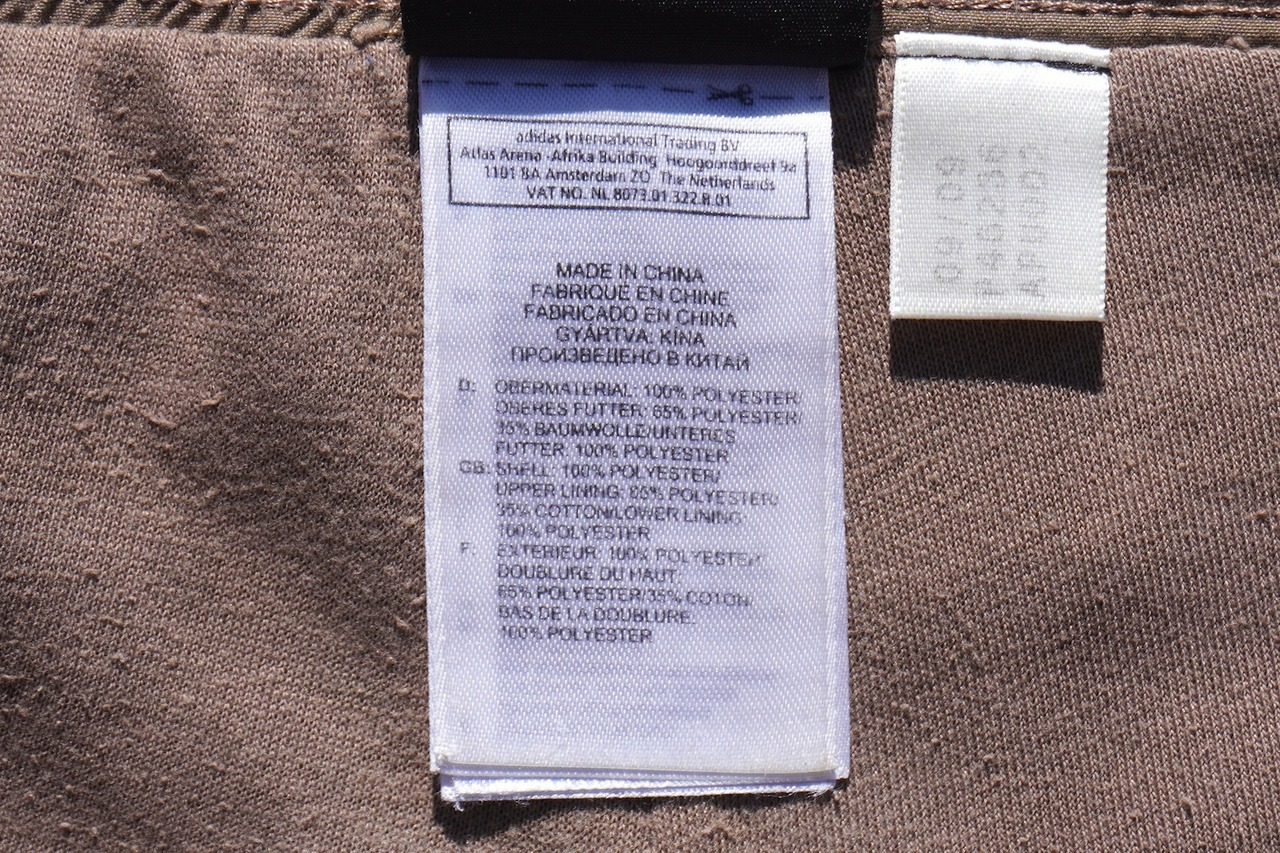 adidas International Trading BV
Atlas Arena -Afrika Building Hoogoorddreef 9a
1101 BA Amsterdam ZO The Netherlands
VAT NO. NL 8073.01.322.B.01
MADE IN CHINA
FABRIQUE EN CHINE
FABRICADO EN CHINA
GYÁRTVA: KÍNA
ПРОИЗВЕДЕНО В КИТАЙ
D: OBERMATERIAL: 100% POLYESTER/
OBERES FUTTER: 65% POLYESTER/
35% BAUMWOLLE/UNTERES
FUTTER: 100% POLYESTER
GB: SHELL: 100% POLYESTER/
UPPER LINING: 65% POLYESTER/
35% COTTON/LOWER LINING:
100% POLYESTER
F: EXTERIEUR: 100% POLYESTER/
DOUBLURE DU HAUT:
65% POLYESTER/35% COTON/
BAS DE LA DOUBLURE:
100% POLYESTER
09/09
P46236